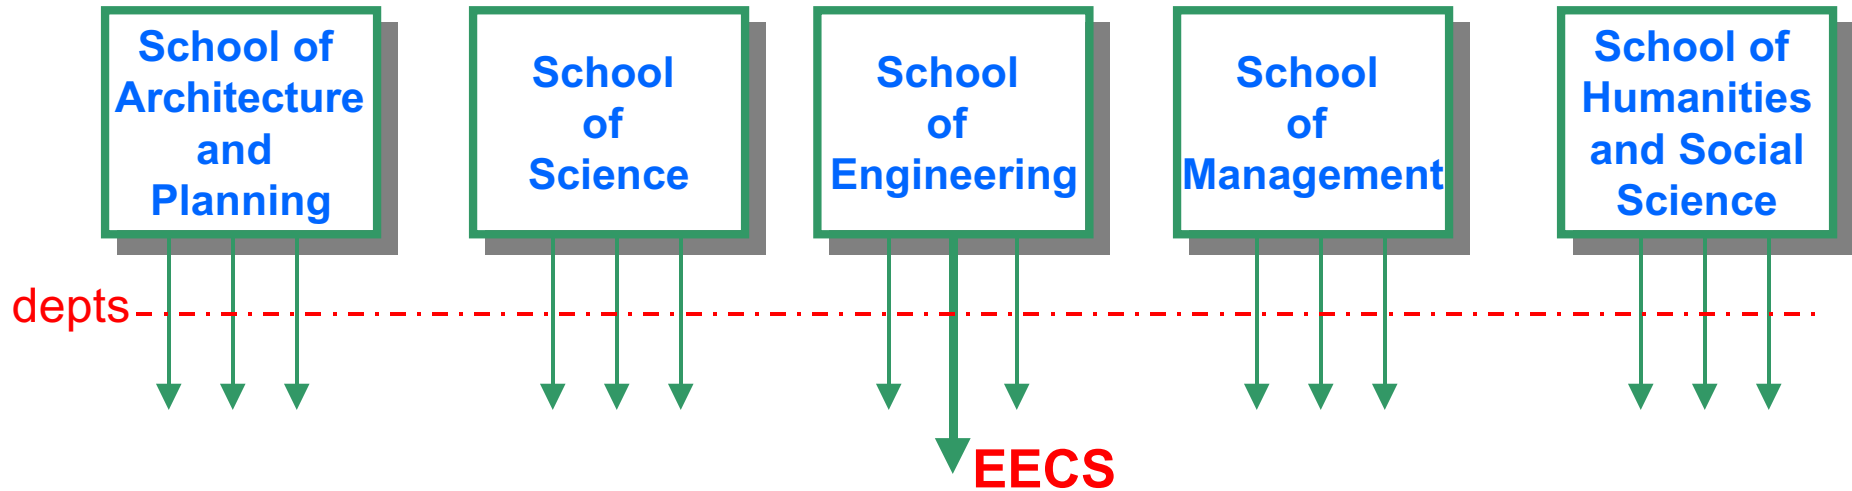 School of
Architecture
and
Planning
School
of
Science
School
of
Engineering
School
of
Management
School of
Humanities
and Social
Science
depts
EECS